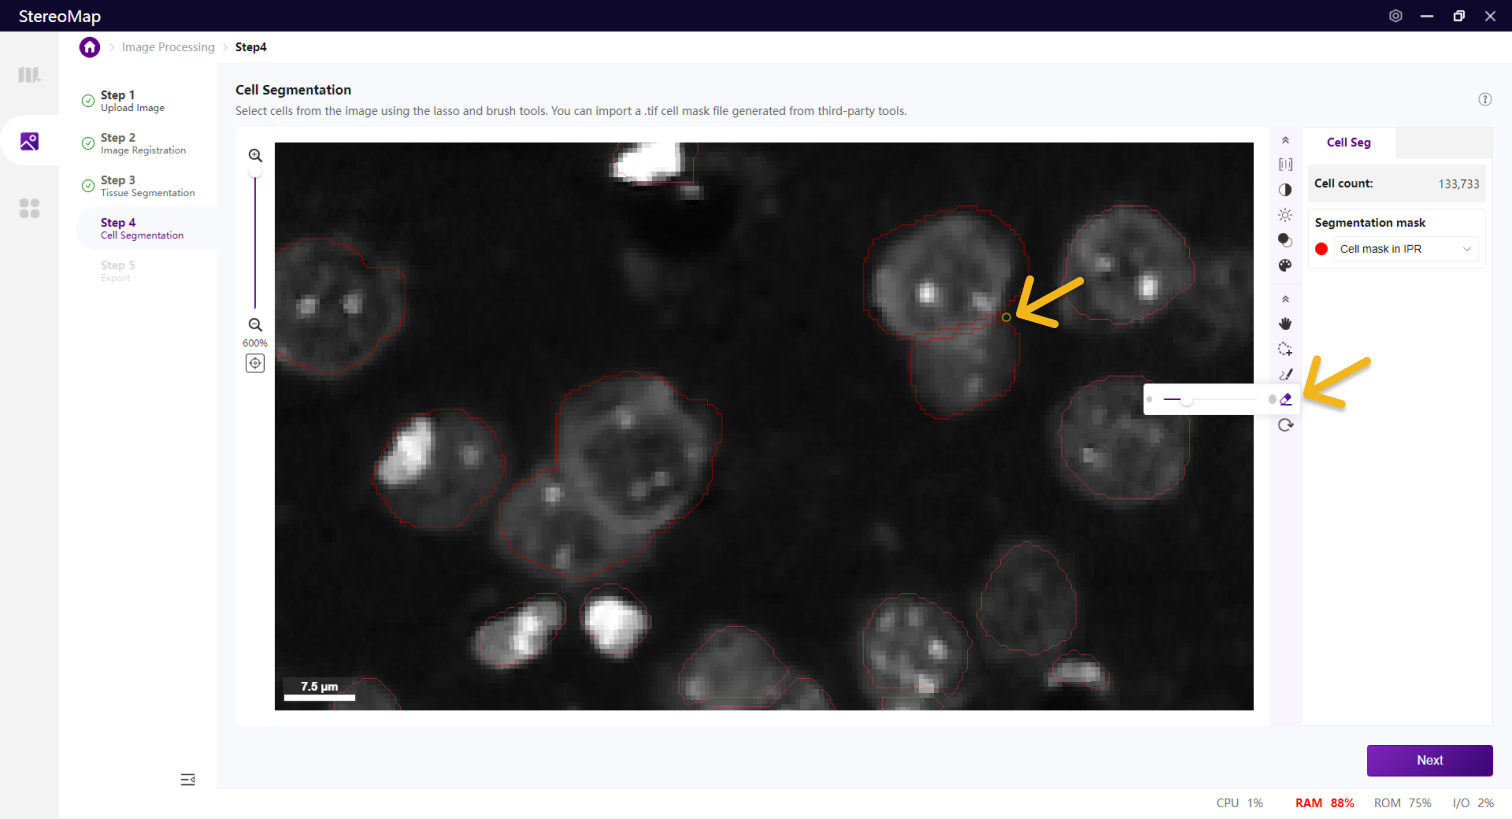 StereoMap
Image Processing > Step4
Step 1
Upload Image
Step 2
Image Registration
Step 3
Tissue Segmentation
Step 4
Cell Segmentation
Step 5
Export
Cell Segmentation
Select cells from the image using the lasso and brush tools. You can import a .tif cell mask file generated from third-party tools.
600%
7.5 μm
Cell Seg
Cell count: 133,733
Segmentation mask
Cell mask in IPR
Next
CPU 1% RAM 88% ROM 75% I/O 2%